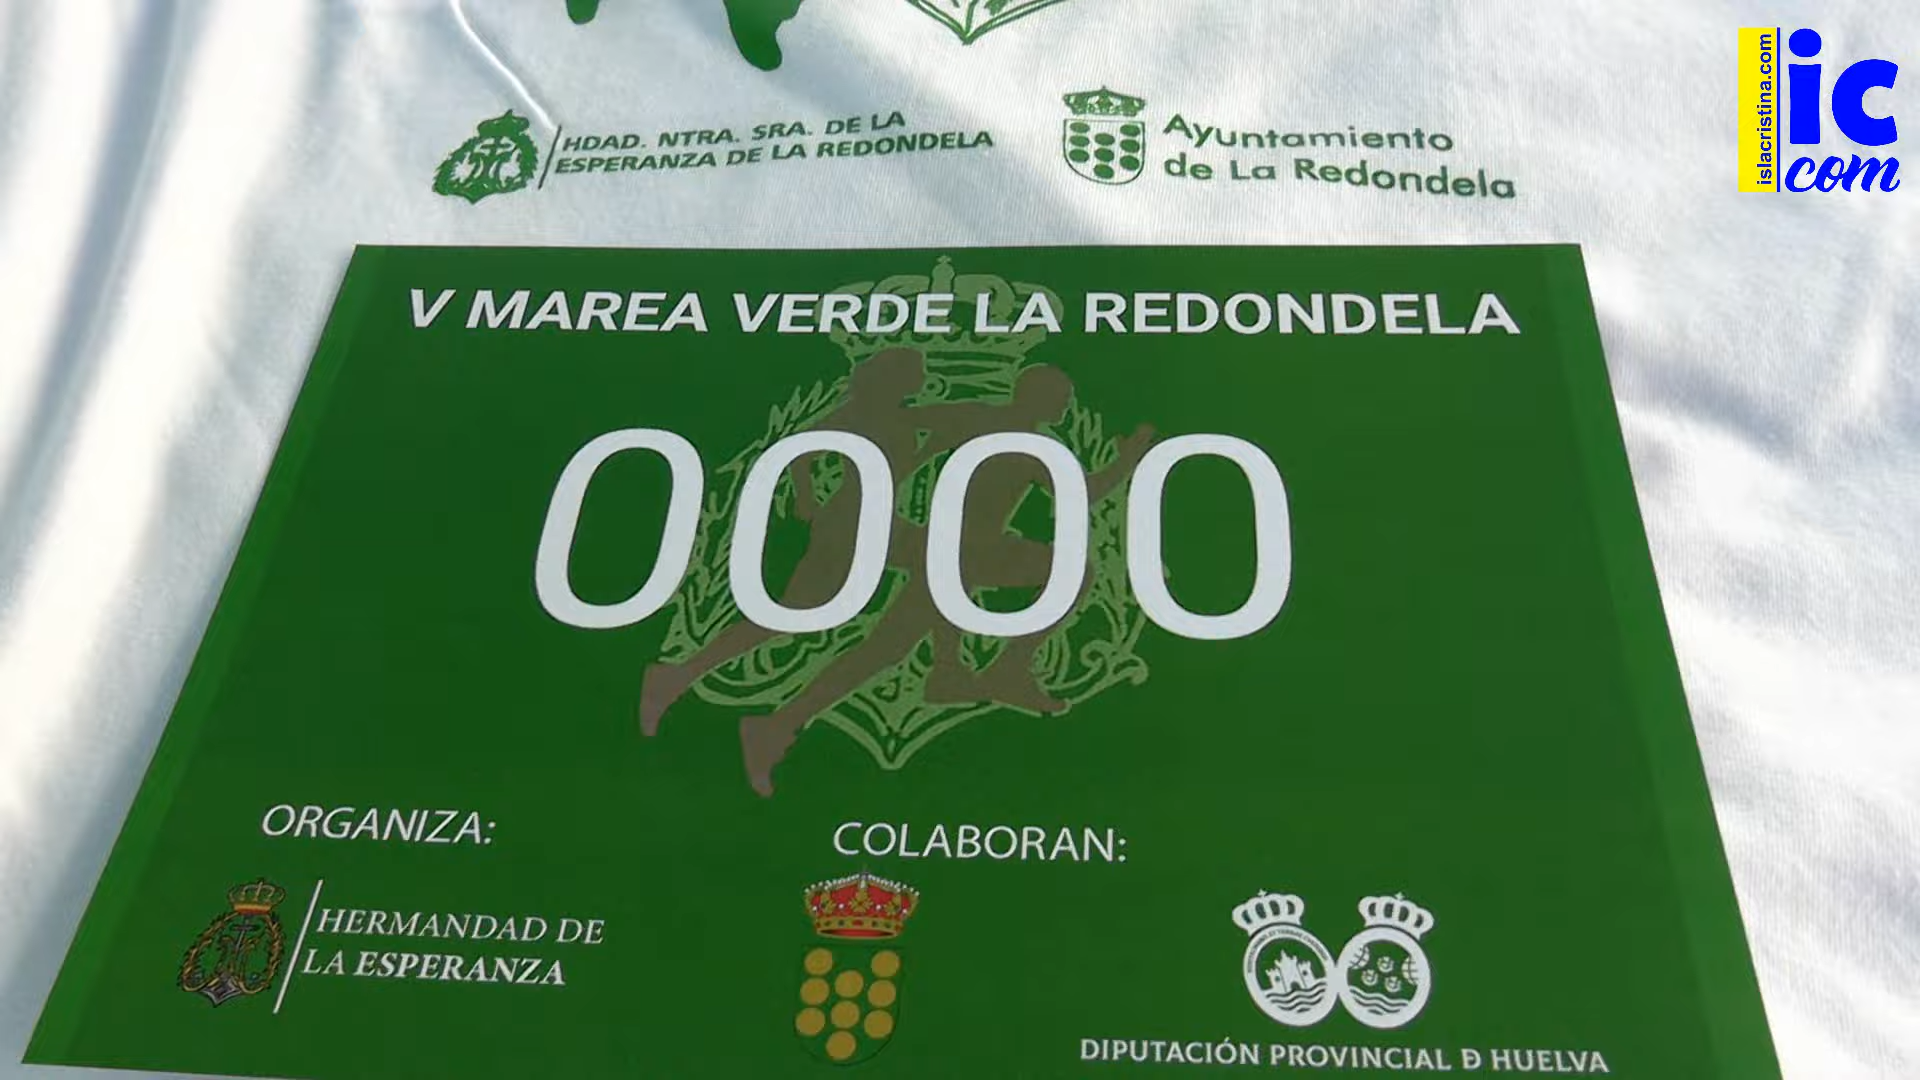 islacristina.com
ic
com
HDAD. NTRA. SRA. DE LA
ESPERANZA DE LA REDONDELA
Ayuntamiento
de La Redondela
V MAREA VERDE LA REDONDELA
0000
ORGANIZA:
HERMANDAD DE
LA ESPERANZA
COLABORAN:
DIPUTACIÓN PROVINCIAL Đ HUELVA